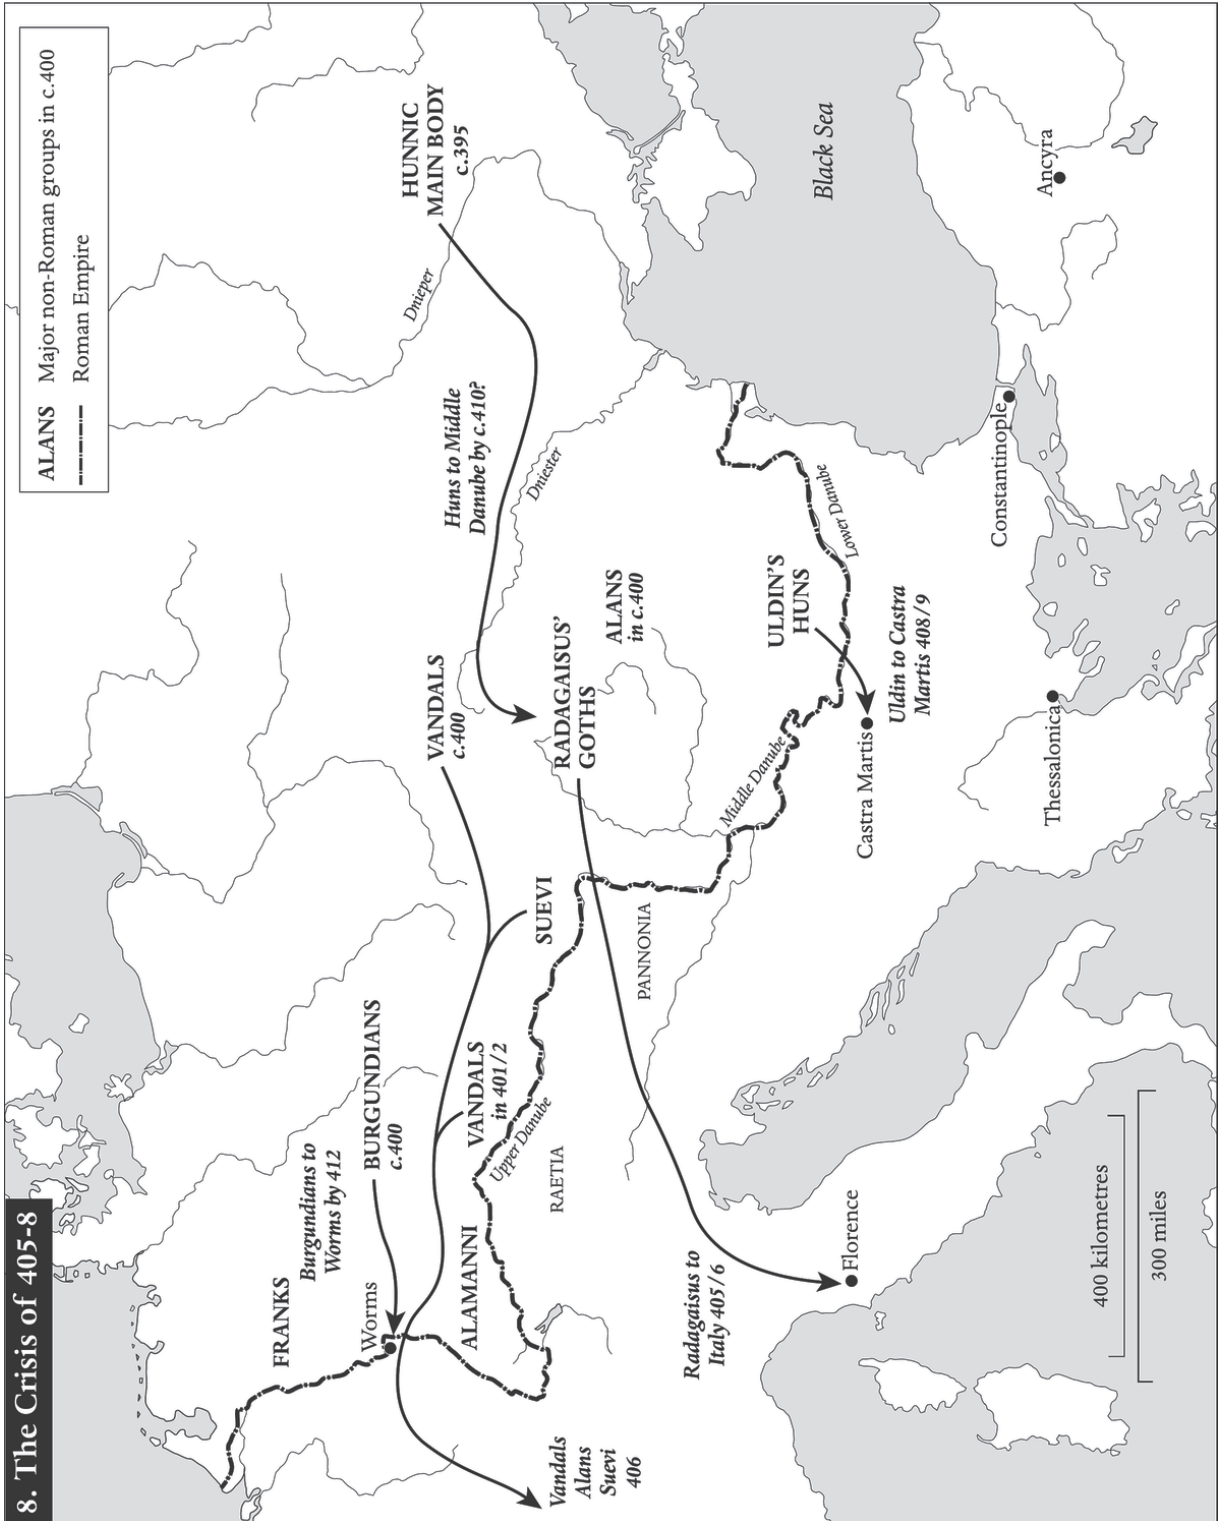 8. The Crisis of 405-8
ALANS Major non-Roman groups in c.400
Roman Empire
FRANKS
Burgundians to
Worms by 412
BURGUNDIANS
c.400
Worms
ALAMANNI
VANDALS
in 401/2
Upper Danube
RAETIA
Vandals
Alans
Suevi
406
SUEVI
VANDALS
c.400
HUNNIC
MAIN BODY
c.395
Dnieper
Huns to Middle
Danube by c.410?
Dniester
RADAGAISUS'
GOTHS
ALANS
in c.400
PANNONIA
Middle Danube
ULDIN'S
HUNS
Lower Danube
Castra Martis
Uldin to Castra
Martis 408/9
Radagaisus to
Italy 405/6
Florence
Black Sea
Constantinople
Thessalonica
Ancyra
400 kilometres
300 miles